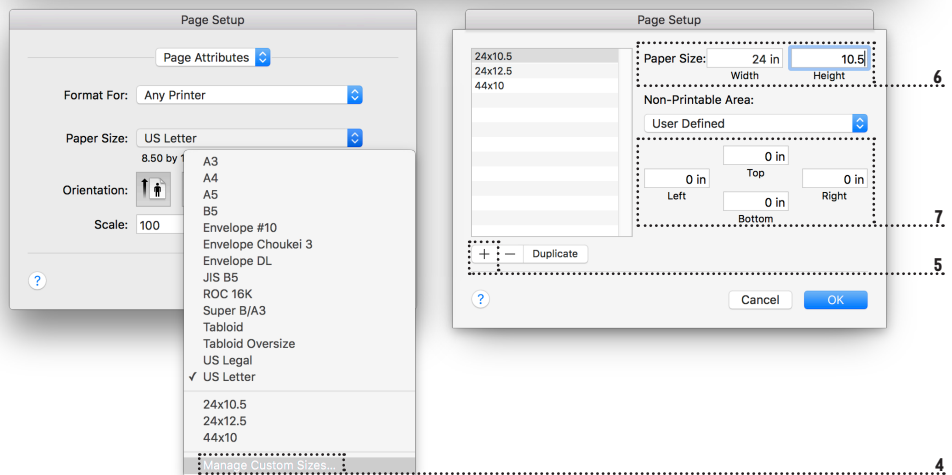 Page Setup
Page Attributes
Format For: Any Printer
Paper Size: US Letter
8.50 by
Orientation:
Scale: 100
?
A3
A4
A5
B5
Envelope #10
Envelope Choukei 3
Envelope DL
JIS B5
ROC 16K
Super B/A3
Tabloid
Tabloid Oversize
US Legal
✓ US Letter
24x10.5
24x12.5
44x10
Manage Custom Sizes...
4
Page Setup
24x10.5
24x12.5
44x10
Paper Size: 24 in 10.5
Width Height
6
Non-Printable Area:
User Defined
0 in
Top
0 in 0 in
Left Right
0 in
Bottom
7
+ − Duplicate
5
?
Cancel OK